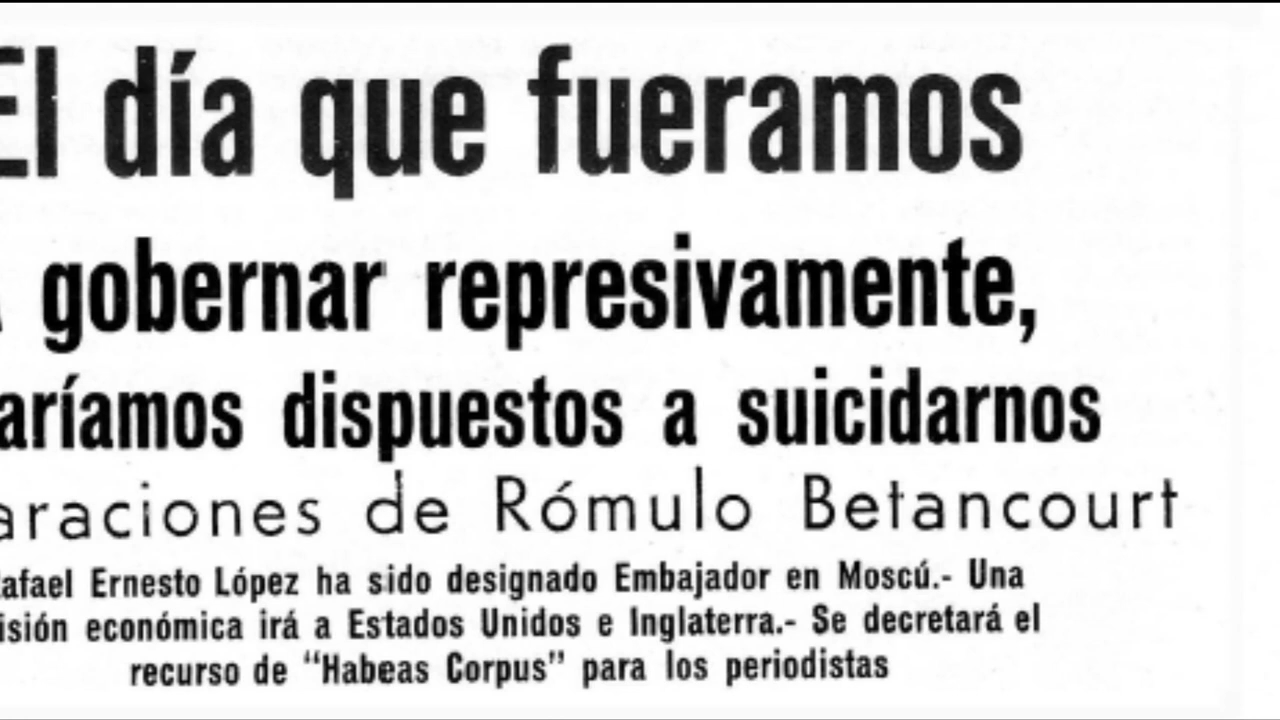 El día que fueramos
gobernar represivamente,
aríamos dispuestos a suicidarnos
araciones de Rómulo Betancourt
afael Ernesto López ha sido designado Embajador en Moscú.- Una
isión económica irá a Estados Unidos e Inglaterra.- Se decretará el
recurso de “Habeas Corpus” para los periodistas